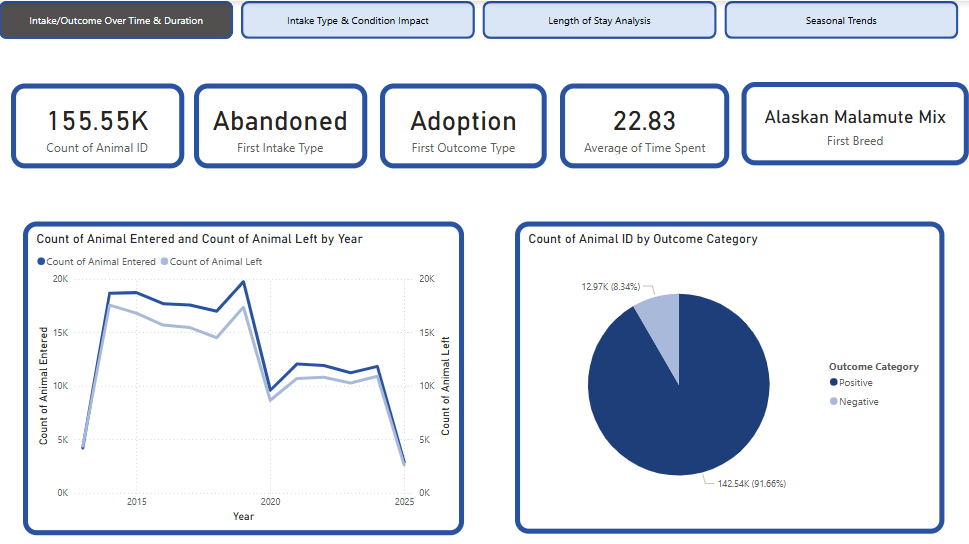 Intake/Outcome Over Time & Duration
Intake Type & Condition Impact
Length of Stay Analysis
Seasonal Trends
155.55K
Count of Animal ID
Abandoned
First Intake Type
Adoption
First Outcome Type
22.83
Average of Time Spent
Alaskan Malamute Mix
First Breed
Count of Animal Entered and Count of Animal Left by Year
Count of Animal Entered
Count of Animal Left
20K
15K
10K
5K
0K
Count of Animal Entered
2015
2020
2025
Year
20K
15K
10K
5K
0K
Count of Animal Left
Count of Animal ID by Outcome Category
12.97K (8.34%)
142.54K (91.66%)
Outcome Category
Positive
Negative